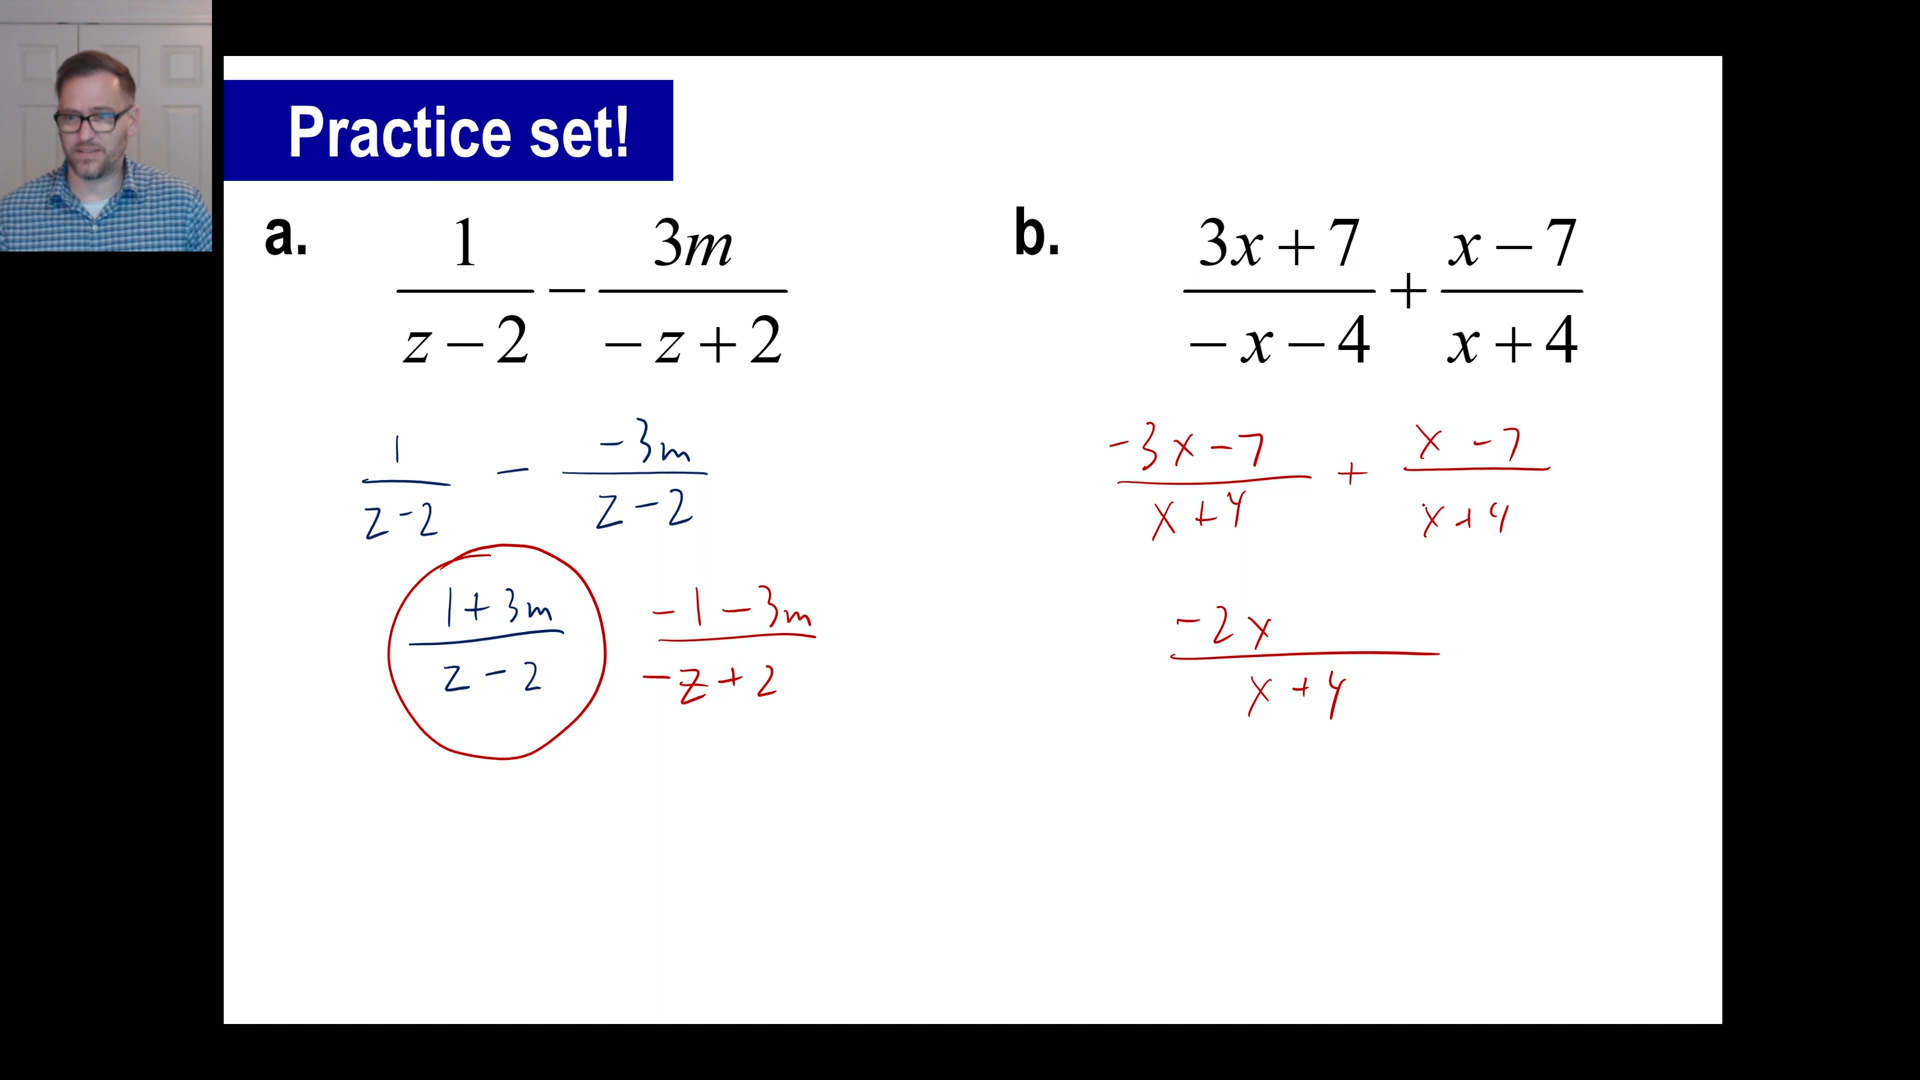 Practice set!
a. 1/(z − 2) − 3m/(−z + 2)
b. (3x + 7)/(−x − 4) + (x − 7)/(x + 4)
1/(z − 2) − −3m/(z − 2)
(−3x − 7)/(x + 4) + (x − 7)/(x + 4)
(1 + 3m)/(z − 2) (−1 − 3m)/(−z + 2)
−2x/(x + 4)